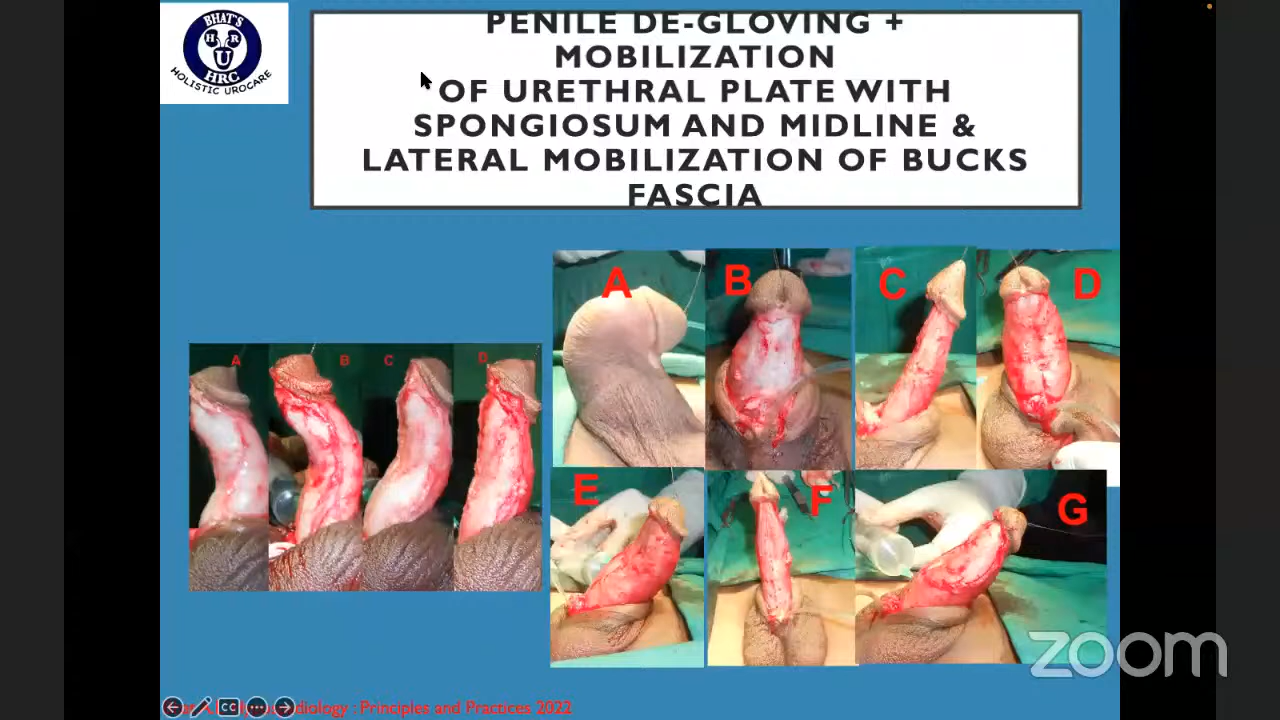 BHAT'S
H R
U
HRC
HOLISTIC UROCARE
PENILE DE-GLOVING +
MOBILIZATION
OF URETHRAL PLATE WITH
SPONGIOSUM AND MIDLINE &
LATERAL MOBILIZATION OF BUCKS
FASCIA
A B C D
A B C D
E F G
zoom
CC
: Principles and Practices 2022